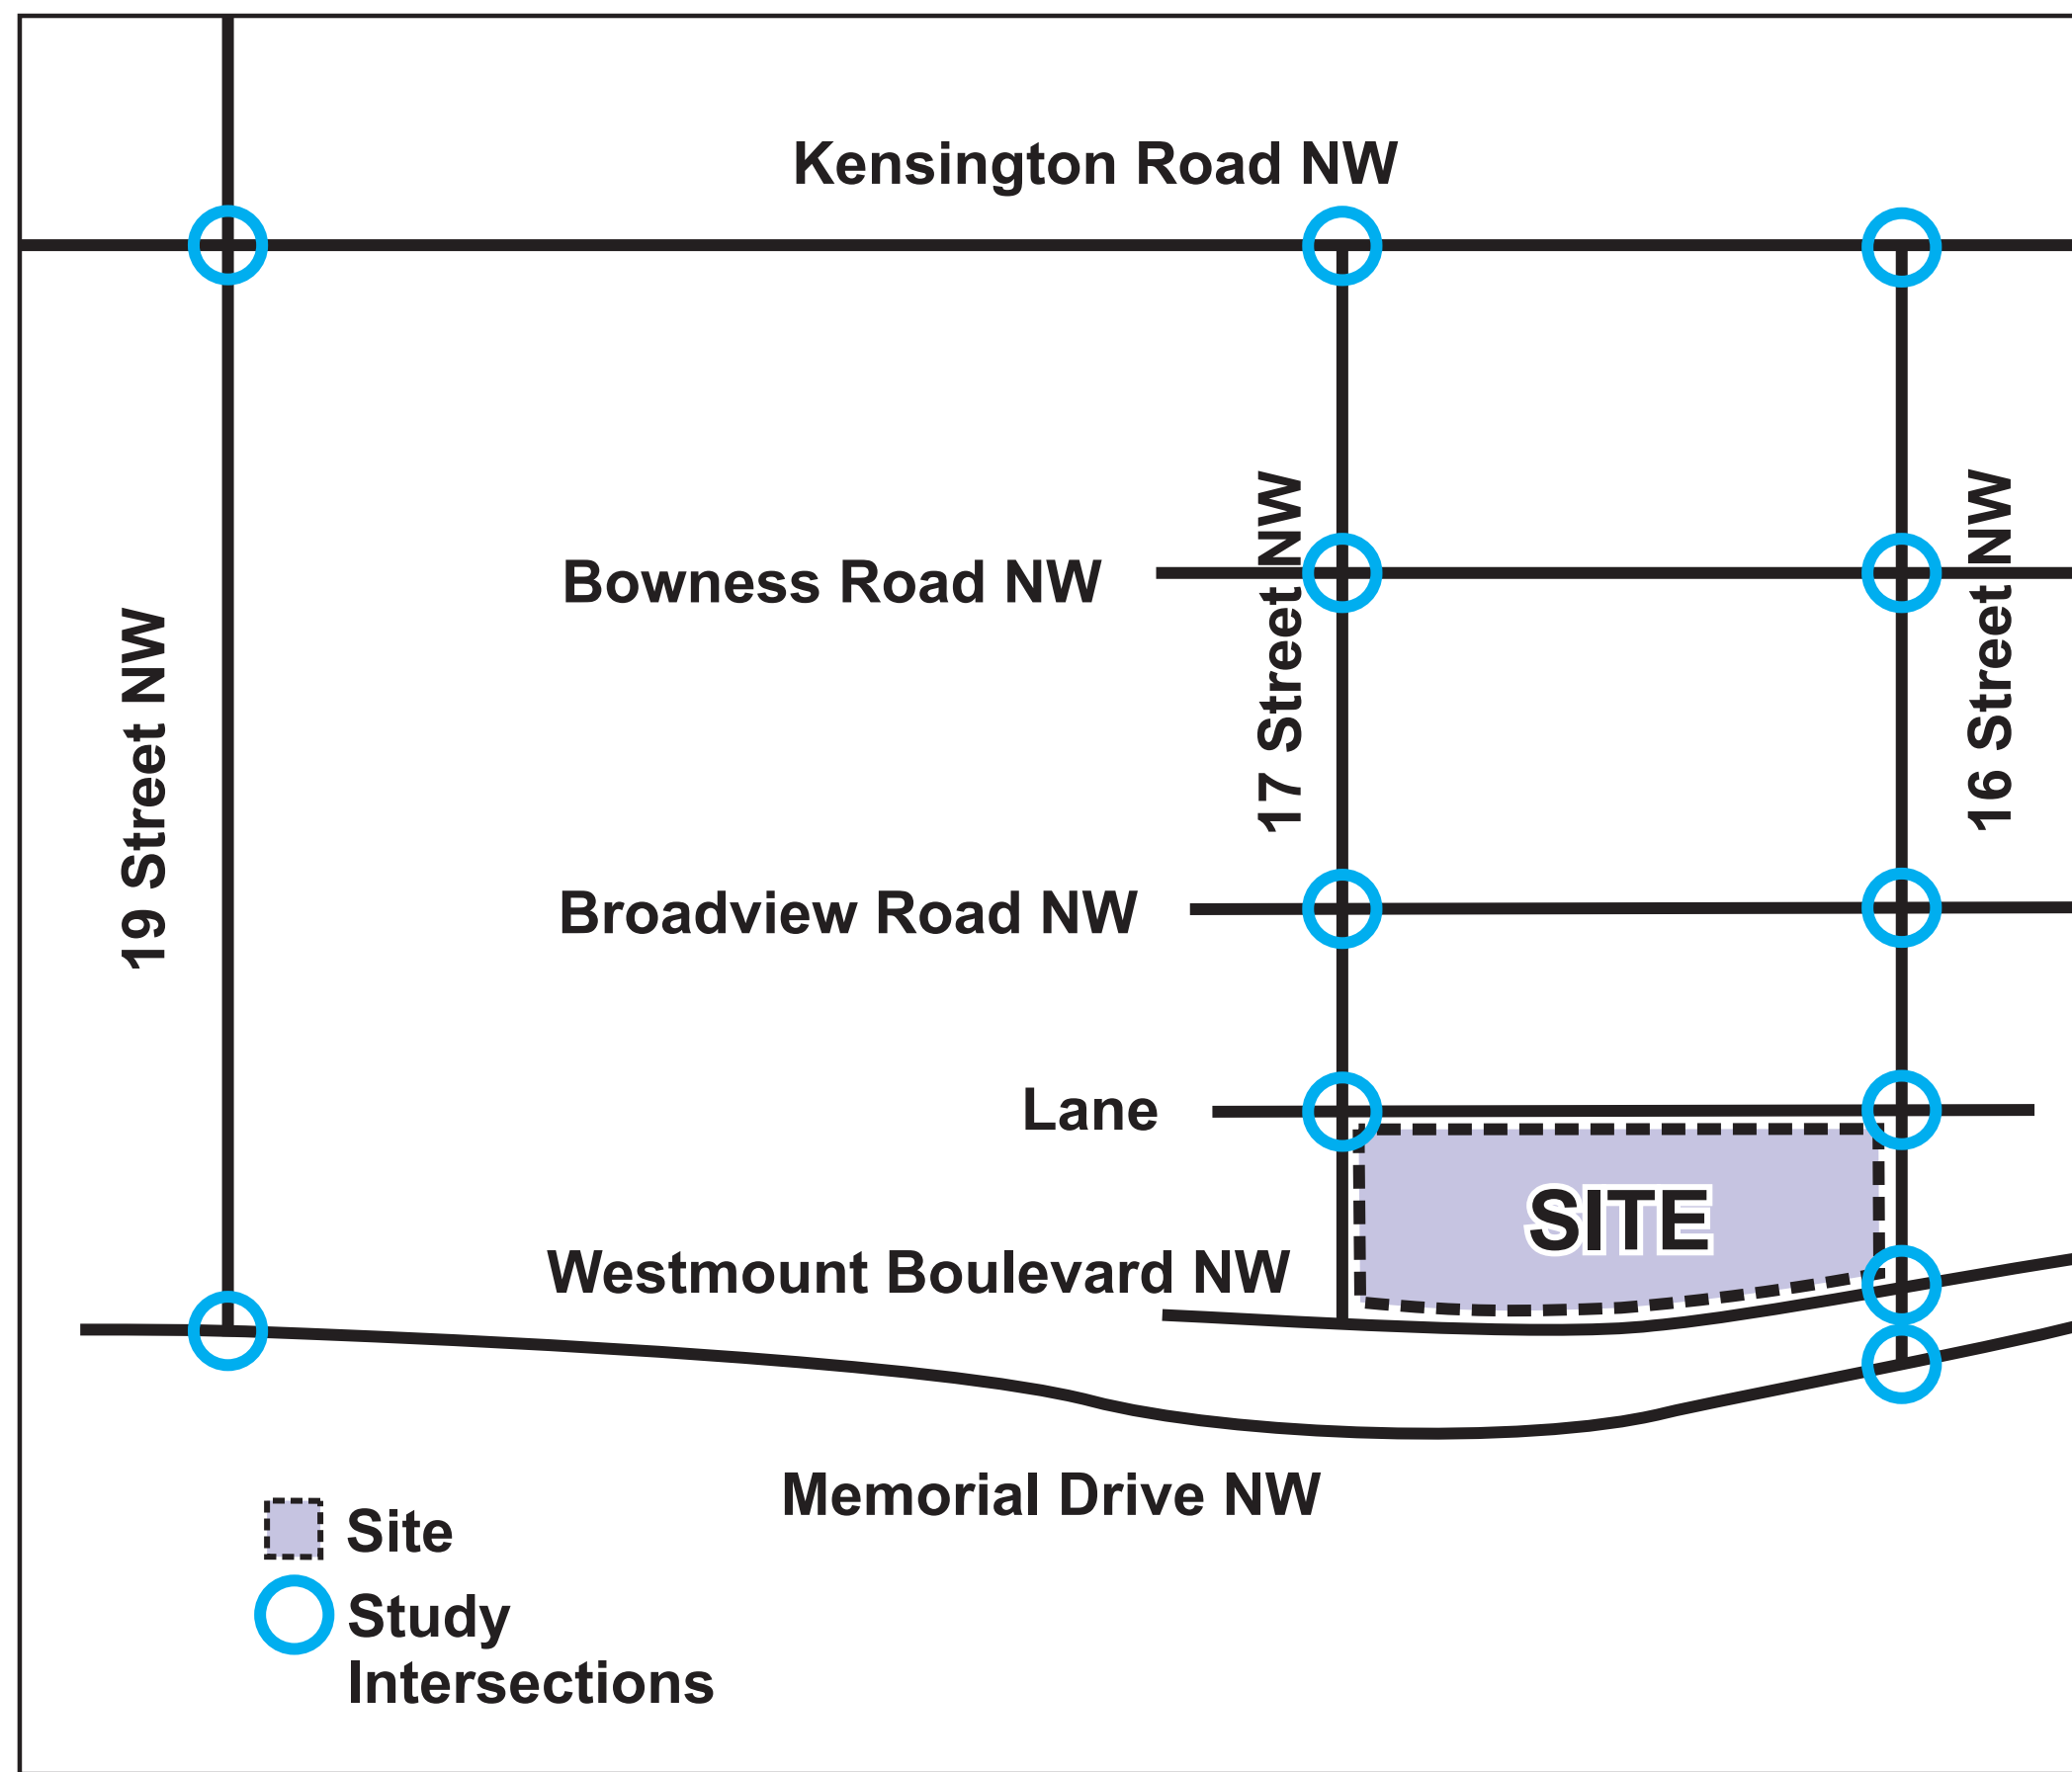 Kensington Road NW
17 Street NW
16 Street NW
Bowness Road NW
19 Street NW
Broadview Road NW
Lane
SITE
Westmount Boulevard NW
Memorial Drive NW
Site
Study
Intersections